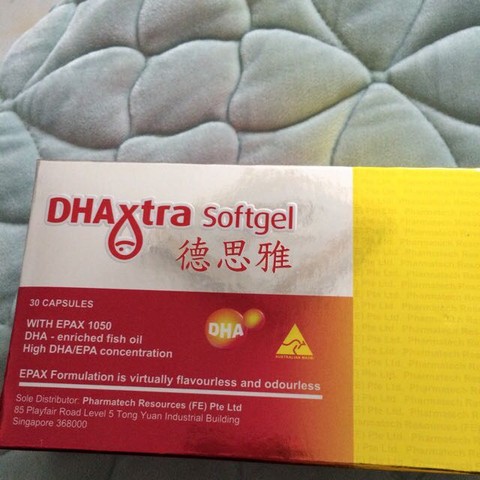 DHAxtra Softgel
德思雅
30 CAPSULES
WITH EPAX 1050
DHA - enriched fish oil
High DHA/EPA concentration
DHA
AUSTRALIAN MADE
EPAX Formulation is virtually flavourless and odourless
Sole Distributor: Pharmatech Resources (FE) Pte Ltd
85 Playfair Road Level 5 Tong Yuan Industrial Building
Singapore 368000